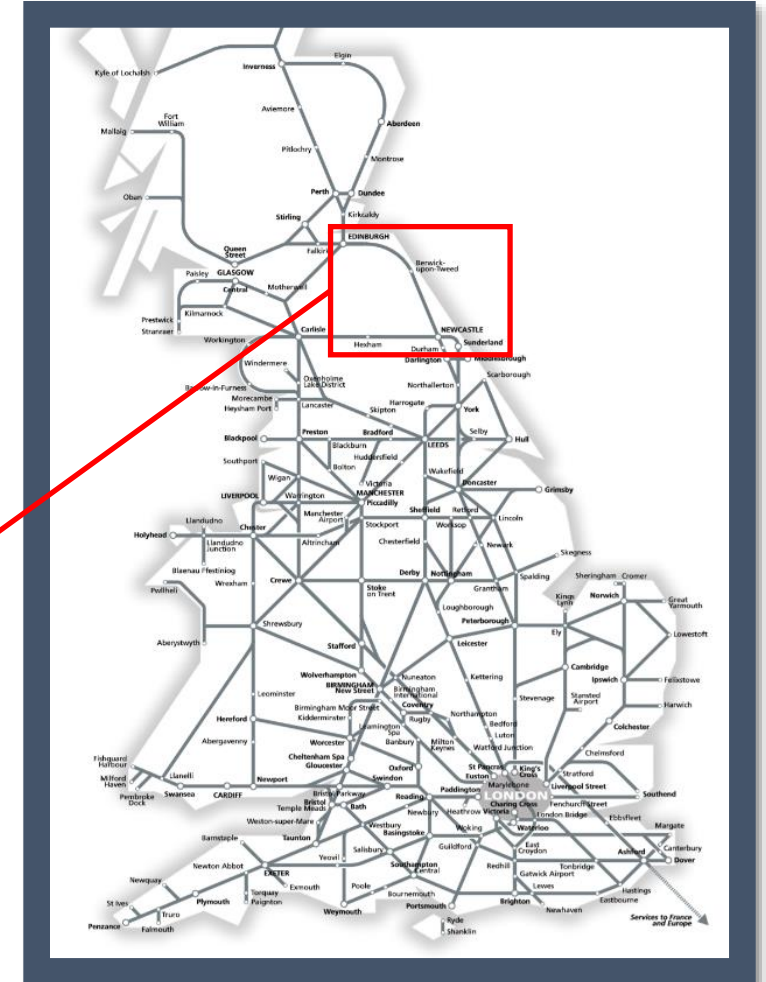 Elgin
Inverness
Kyle of Lochalsh
Aviemore
Fort
William
Mallaig
Aberdeen
Pitlochry
Montrose
Perth
Dundee
Oban
Stirling
Kirkcaldy
EDINBURGH
Queen
Street
Falkirk
Berwick-
upon-Tweed
Paisley
GLASGOW
Central
Motherwell
Prestwick
Kilmarnock
Stranraer
Carlisle
NEWCASTLE
Workington
Hexham
Sunderland
Durham
Darlington
Middlesbrough
Windermere
Scarborough
Oxenholme
Lake District
Barrow-in-Furness
Northallerton
Morecambe
Heysham Port
Lancaster
Harrogate
York
Skipton
Blackpool
Preston
Bradford
Selby
Hull
Blackburn
LEEDS
Huddersfield
Southport
Bolton
Wakefield
Wigan
Victoria
Doncaster
LIVERPOOL
Warrington
MANCHESTER
Piccadilly
Grimsby
Manchester
Airport
Sheffield
Retford
Lincoln
Llandudno
Chester
Stockport
Worksop
Holyhead
Llandudno
Junction
Altrincham
Chesterfield
Newark
Skegness
Blaenau Ffestiniog
Wrexham
Crewe
Derby
Nottingham
Spalding
Sheringham
Cromer
Pwllheli
Stoke
on Trent
Grantham
Kings
Lynn
Norwich
Great
Yarmouth
Loughborough
Shrewsbury
Peterborough
Ely
Lowestoft
Aberystwyth
Stafford
Leicester
Wolverhampton
Nuneaton
Kettering
Cambridge
BIRMINGHAM
New Street
Birmingham
International
Ipswich
Felixstowe
Leominster
Coventry
Stevenage
Stansted
Airport
Harwich
Birmingham Moor Street
Kidderminster
Rugby
Northampton
Hereford
Leamington
Spa
Bedford
Colchester
Abergavenny
Worcester
Banbury
Milton
Keynes
Luton
Watford Junction
Chelmsford
Fishguard
Harbour
Cheltenham Spa
Gloucester
Oxford
St Pancras
Euston
King's
Cross
Stratford
Milford
Haven
Llanelli
Newport
Swindon
Paddington
Marylebone
Liverpool Street
Pembroke
Dock
Swansea
CARDIFF
Bristol Parkway
Reading
LONDON
Southend
Bristol
Temple Meads
Bath
Newbury
Heathrow
Charing Cross
Victoria
Fenchurch Street
London Bridge
Ebbsfleet
Weston-super-Mare
Westbury
Basingstoke
Woking
Waterloo
Margate
Barnstaple
Taunton
Salisbury
Guildford
East
Croydon
Canterbury
Yeovil
Ashford
Dover
Newton Abbot
Southampton
Central
Redhill
Tonbridge
Gatwick Airport
EXETER
Newquay
Exmouth
Poole
Lewes
Hastings
St Ives
Plymouth
Torquay
Paignton
Bournemouth
Eastbourne
Truro
Weymouth
Portsmouth
Brighton
Newhaven
Penzance
Falmouth
Ryde
Shanklin
Services to France
and Europe